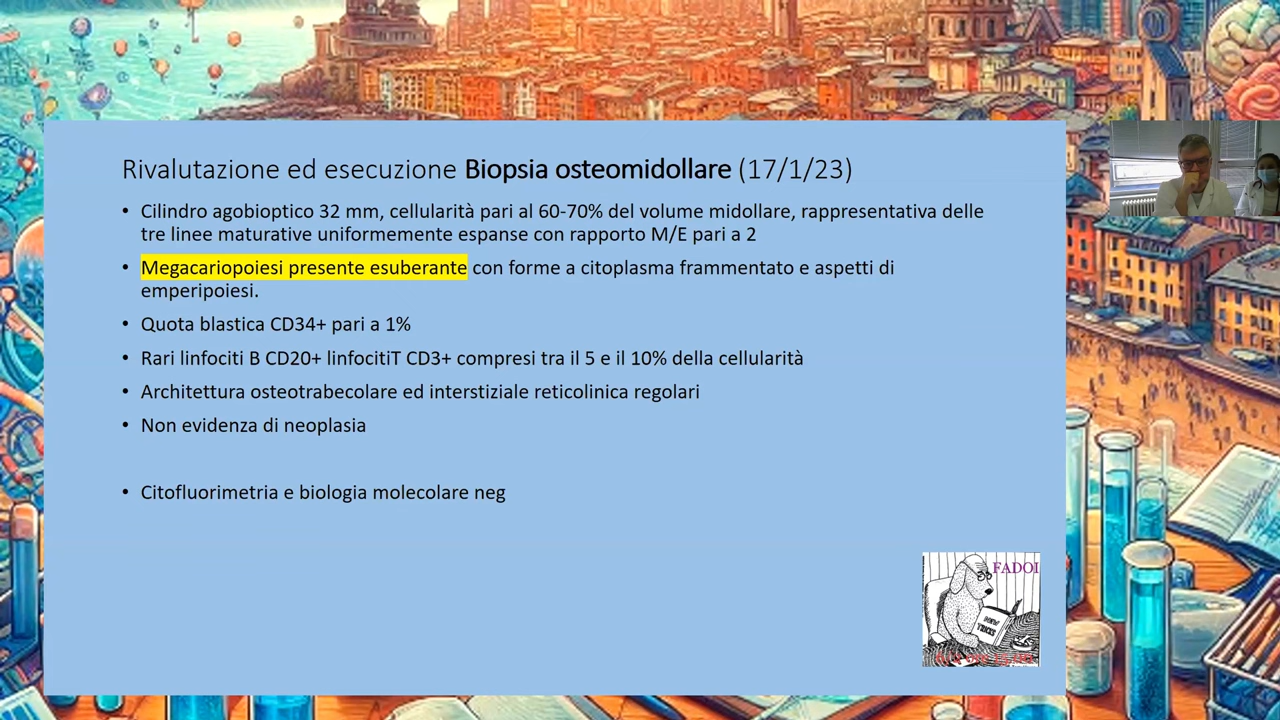 Rivalutazione ed esecuzione Biopsia osteomidollare (17/1/23)
• Cilindro agobioptico 32 mm, cellularità pari al 60-70% del volume midollare, rappresentativa delle
tre linee maturative uniformemente espanse con rapporto M/E pari a 2
• Megacariopoiesi presente esuberante con forme a citoplasma frammentato e aspetti di
emperipoiesi.
• Quota blastica CD34+ pari a 1%
• Rari linfociti B CD20+ linfocitiT CD3+ compresi tra il 5 e il 10% della cellularità
• Architettura osteotrabecolare ed interstiziale reticolinica regolari
• Non evidenza di neoplasia
• Citofluorimetria e biologia molecolare neg
FADOI